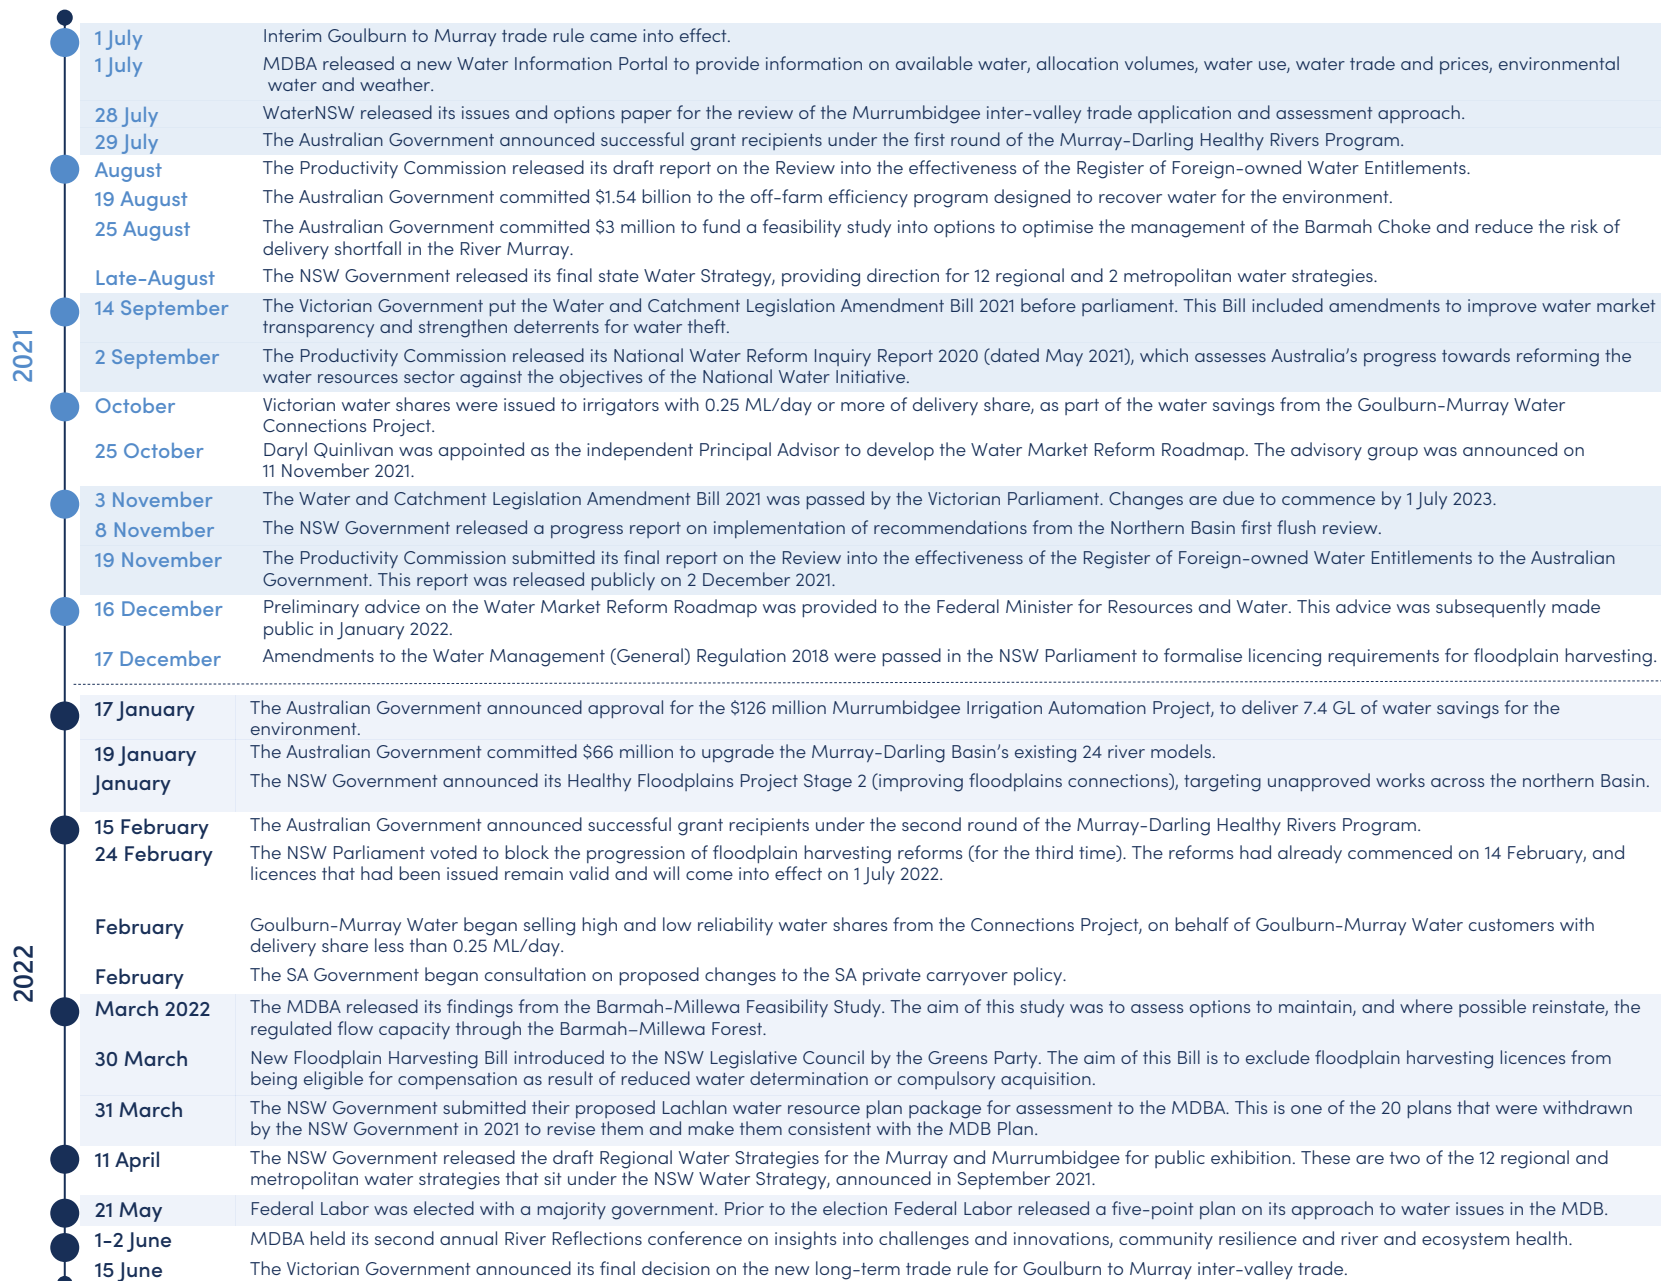 2021
1 July
Interim Goulburn to Murray trade rule came into effect.
1 July
MDBA released a new Water Information Portal to provide information on available water, allocation volumes, water use, water trade and prices, environmental
water and weather.
28 July
WaterNSW released its issues and options paper for the review of the Murrumbidgee inter-valley trade application and assessment approach.
29 July
The Australian Government announced successful grant recipients under the first round of the Murray-Darling Healthy Rivers Program.
August
The Productivity Commission released its draft report on the Review into the effectiveness of the Register of Foreign-owned Water Entitlements.
19 August
The Australian Government committed $1.54 billion to the off-farm efficiency program designed to recover water for the environment.
25 August
The Australian Government committed $3 million to fund a feasibility study into options to optimise the management of the Barmah Choke and reduce the risk of
delivery shortfall in the River Murray.
Late-August
The NSW Government released its final state Water Strategy, providing direction for 12 regional and 2 metropolitan water strategies.
14 September
The Victorian Government put the Water and Catchment Legislation Amendment Bill 2021 before parliament. This Bill included amendments to improve water market
transparency and strengthen deterrents for water theft.
2 September
The Productivity Commission released its National Water Reform Inquiry Report 2020 (dated May 2021), which assesses Australia's progress towards reforming the
water resources sector against the objectives of the National Water Initiative.
October
Victorian water shares were issued to irrigators with 0.25 ML/day or more of delivery share, as part of the water savings from the Goulburn-Murray Water
Connections Project.
25 October
Daryl Quinlivan was appointed as the independent Principal Advisor to develop the Water Market Reform Roadmap. The advisory group was announced on
11 November 2021.
3 November
The Water and Catchment Legislation Amendment Bill 2021 was passed by the Victorian Parliament. Changes are due to commence by 1 July 2023.
8 November
The NSW Government released a progress report on implementation of recommendations from the Northern Basin first flush review.
19 November
The Productivity Commission submitted its final report on the Review into the effectiveness of the Register of Foreign-owned Water Entitlements to the Australian
Government. This report was released publicly on 2 December 2021.
16 December
Preliminary advice on the Water Market Reform Roadmap was provided to the Federal Minister for Resources and Water. This advice was subsequently made
public in January 2022.
17 December
Amendments to the Water Management (General) Regulation 2018 were passed in the NSW Parliament to formalise licencing requirements for floodplain harvesting.
2022
17 January
The Australian Government announced approval for the $126 million Murrumbidgee Irrigation Automation Project, to deliver 7.4 GL of water savings for the
environment.
19 January
The Australian Government committed $66 million to upgrade the Murray-Darling Basin's existing 24 river models.
January
The NSW Government announced its Healthy Floodplains Project Stage 2 (improving floodplains connections), targeting unapproved works across the northern Basin.
15 February
The Australian Government announced successful grant recipients under the second round of the Murray-Darling Healthy Rivers Program.
24 February
The NSW Parliament voted to block the progression of floodplain harvesting reforms (for the third time). The reforms had already commenced on 14 February, and
licences that had been issued remain valid and will come into effect on 1 July 2022.
February
Goulburn-Murray Water began selling high and low reliability water shares from the Connections Project, on behalf of Goulburn-Murray Water customers with
delivery share less than 0.25 ML/day.
February
The SA Government began consultation on proposed changes to the SA private carryover policy.
March 2022
The MDBA released its findings from the Barmah-Millewa Feasibility Study. The aim of this study was to assess options to maintain, and where possible reinstate, the
regulated flow capacity through the Barmah–Millewa Forest.
30 March
New Floodplain Harvesting Bill introduced to the NSW Legislative Council by the Greens Party. The aim of this Bill is to exclude floodplain harvesting licences from
being eligible for compensation as result of reduced water determination or compulsory acquisition.
31 March
The NSW Government submitted their proposed Lachlan water resource plan package for assessment to the MDBA. This is one of the 20 plans that were withdrawn
by the NSW Government in 2021 to revise them and make them consistent with the MDB Plan.
11 April
The NSW Government released the draft Regional Water Strategies for the Murray and Murrumbidgee for public exhibition. These are two of the 12 regional and
metropolitan water strategies that sit under the NSW Water Strategy, announced in September 2021.
21 May
Federal Labor was elected with a majority government. Prior to the election Federal Labor released a five-point plan on its approach to water issues in the MDB.
1-2 June
MDBA held its second annual River Reflections conference on insights into challenges and innovations, community resilience and river and ecosystem health.
15 June
The Victorian Government announced its final decision on the new long-term trade rule for Goulburn to Murray inter-valley trade.